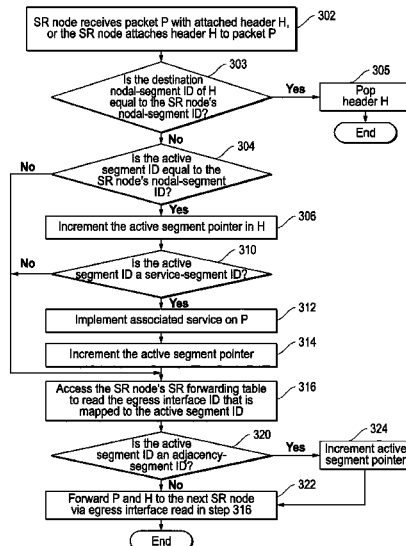 302
SR node receives packet P with attached header H,
or the SR node attaches header H to packet P
303
Is the destination
nodal-segment ID of H
equal to the SR node's
nodal-segment ID?
Yes
305
Pop
header H
End
No
304
Is the active
segment ID equal to the
SR node's nodal-segment
ID?
No
Yes
306
Increment the active segment pointer in H
310
Is the active
segment ID a service-segment ID?
No
Yes
312
Implement associated service on P
314
Increment the active segment pointer
316
Access the SR node's SR forwarding table
to read the egress interface ID that is
mapped to the active segment ID
320
Is the active
segment ID an adjacency-
segment ID?
Yes
324
Increment active
segment pointer
No
322
Forward P and H to the next SR node
via egress interface read in step 316
End